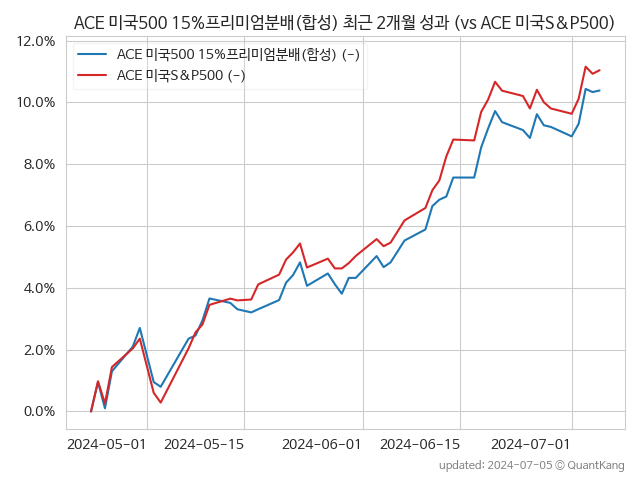 ACE 미국500 15%프리미엄분배(합성) 최근 2개월 성과 (vs ACE 미국S&P500)
12.0%
ACE 미국500 15%프리미엄분배(합성) (-)
ACE 미국S&P500 (-)
10.0%
8.0%
6.0%
4.0%
2.0%
0.0%
2024-05-01 2024-05-15 2024-06-01 2024-06-15 2024-07-01
updated: 2024-07-05 © QuantKang